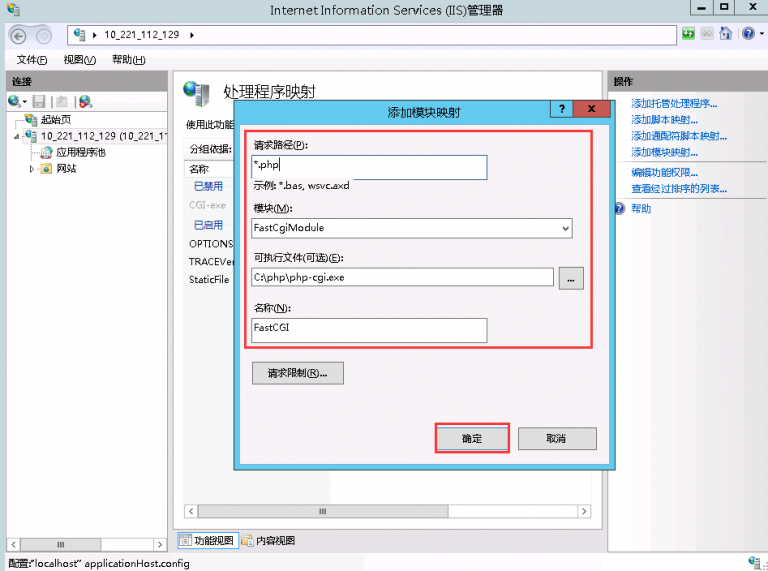 Internet Information Services (IIS)管理器
10_221_112_129
文件(F) 视图(V) 帮助(H)
连接
起始页
10_221_112_129 (10_221_11
应用程序池
网站
处理程序映射
使用此功能
分组依据:
名称
已禁用
CGI-exe
已启用
OPTIONS
TRACEVer
StaticFile
添加模块映射
?
X
请求路径(P):
*.php
示例: *.bas, wsvc.axd
模块(M):
FastCgiModule
可执行文件(可选)(E):
C:\php\php-cgi.exe
...
名称(N):
FastCGI
请求限制(R)...
确定
取消
操作
添加托管处理程序...
添加脚本映射...
添加通配符脚本映射...
添加模块映射...
编辑功能权限...
查看经过排序的列表...
帮助
功能视图
内容视图
配置:"localhost" applicationHost.config